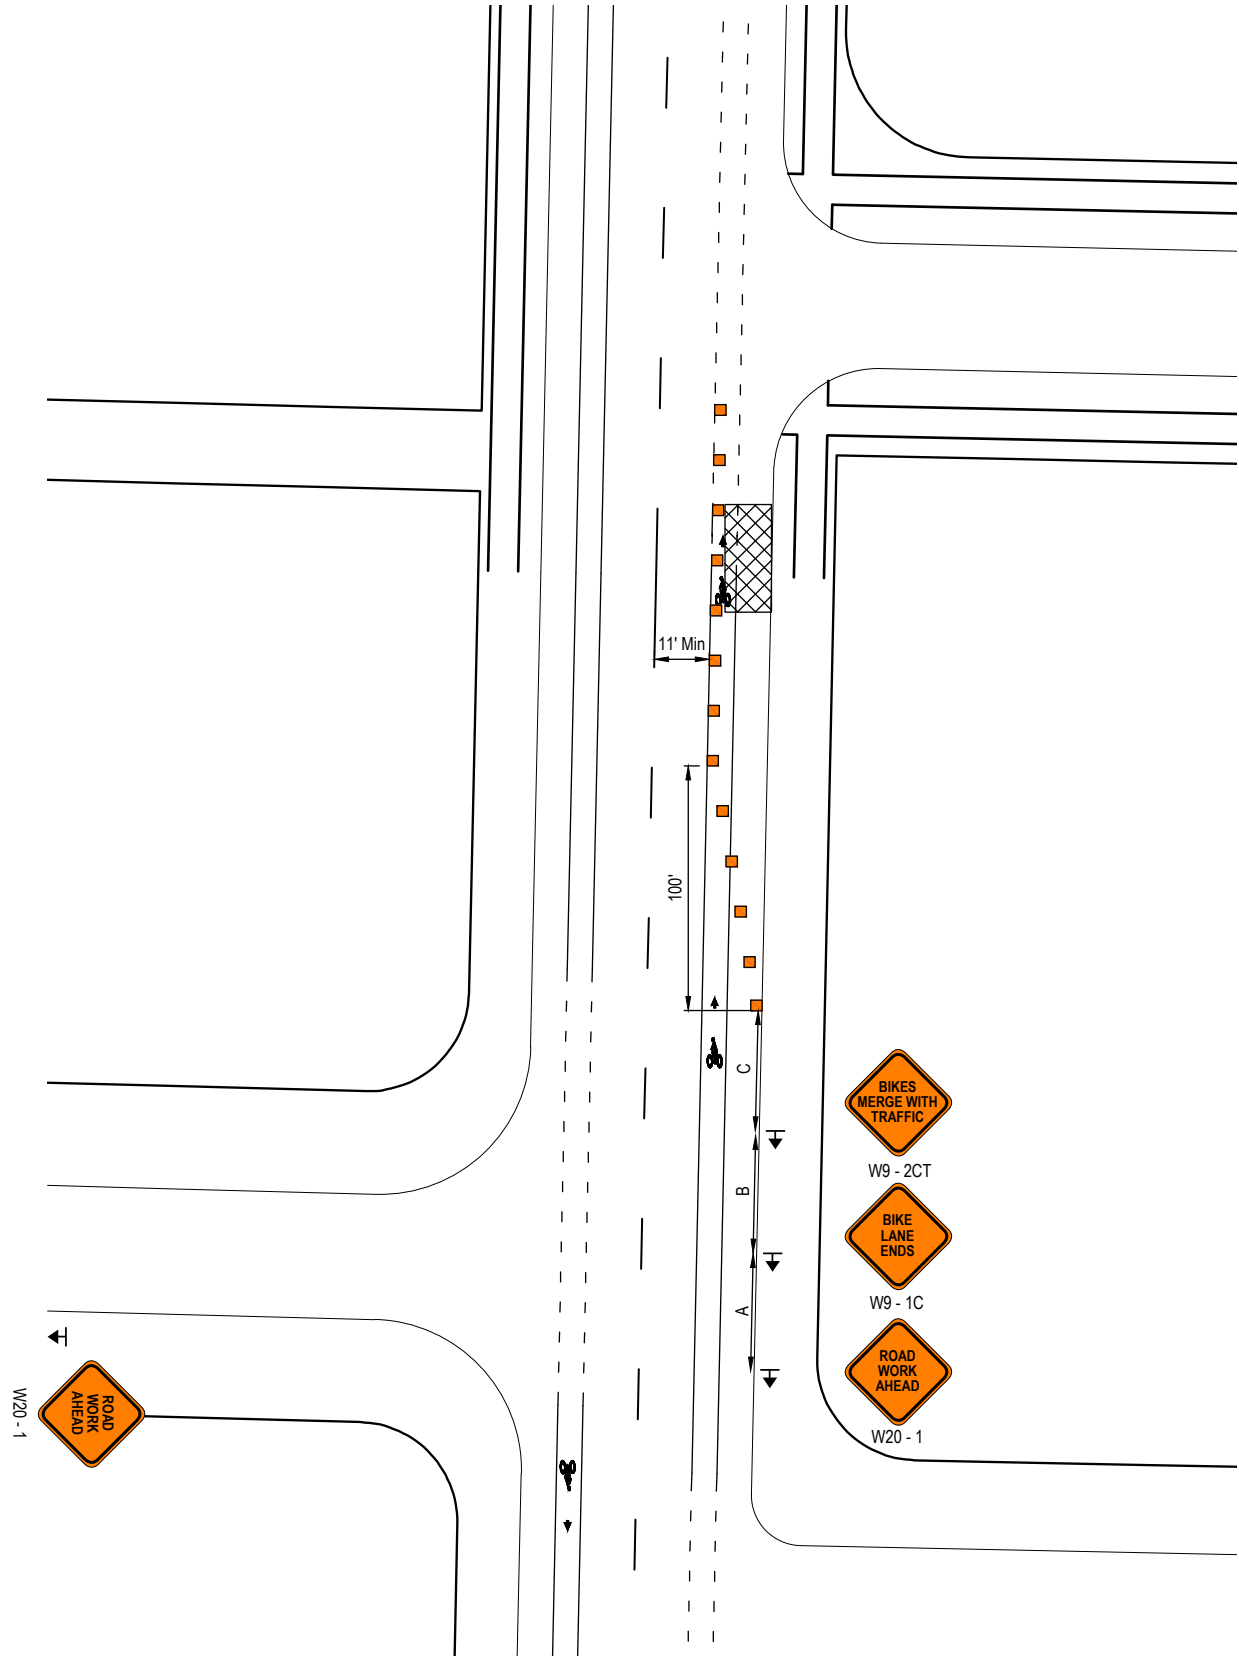 11' Min
100'
C
BIKES
MERGE WITH
TRAFFIC
W9 - 2CT
B
BIKE
LANE
ENDS
W9 - 1C
A
ROAD
WORK
AHEAD
W20 - 1
ROAD
WORK
AHEAD
W20 - 1